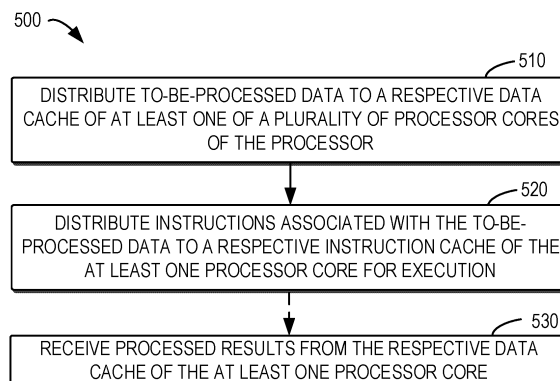 500
510
DISTRIBUTE TO-BE-PROCESSED DATA TO A RESPECTIVE DATA
CACHE OF AT LEAST ONE OF A PLURALITY OF PROCESSOR CORES
OF THE PROCESSOR
520
DISTRIBUTE INSTRUCTIONS ASSOCIATED WITH THE TO-BE-
PROCESSED DATA TO A RESPECTIVE INSTRUCTION CACHE OF THE
AT LEAST ONE PROCESSOR CORE FOR EXECUTION
530
RECEIVE PROCESSED RESULTS FROM THE RESPECTIVE DATA
CACHE OF THE AT LEAST ONE PROCESSOR CORE